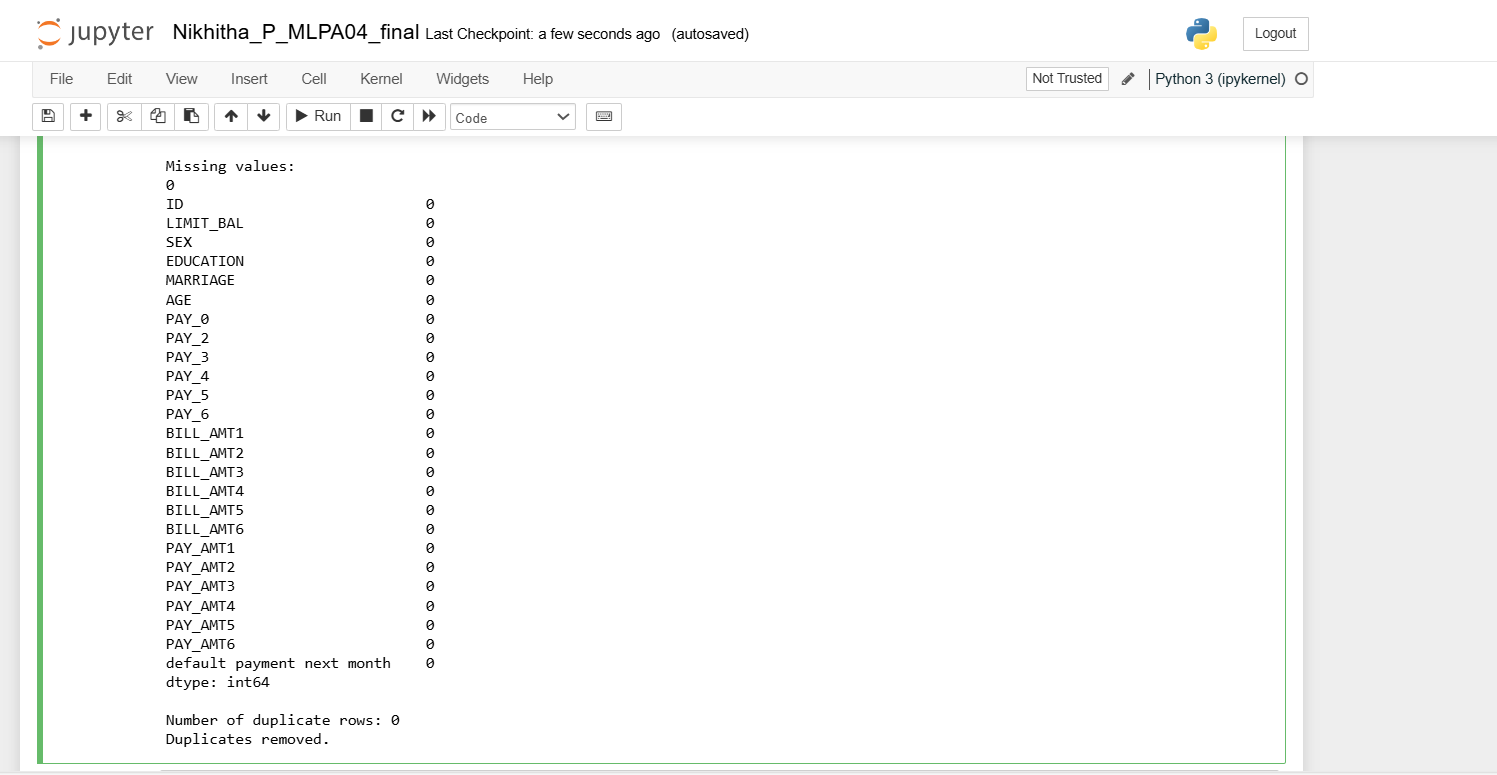 jupyter Nikhitha_P_MLPA04_final Last Checkpoint: a few seconds ago (autosaved) Logout
File Edit View Insert Cell Kernel Widgets Help Not Trusted Python 3 (ipykernel)
Run Code
Missing values:
0
ID 0
LIMIT_BAL 0
SEX 0
EDUCATION 0
MARRIAGE 0
AGE 0
PAY_0 0
PAY_2 0
PAY_3 0
PAY_4 0
PAY_5 0
PAY_6 0
BILL_AMT1 0
BILL_AMT2 0
BILL_AMT3 0
BILL_AMT4 0
BILL_AMT5 0
BILL_AMT6 0
PAY_AMT1 0
PAY_AMT2 0
PAY_AMT3 0
PAY_AMT4 0
PAY_AMT5 0
PAY_AMT6 0
default payment next month 0
dtype: int64
Number of duplicate rows: 0
Duplicates removed.